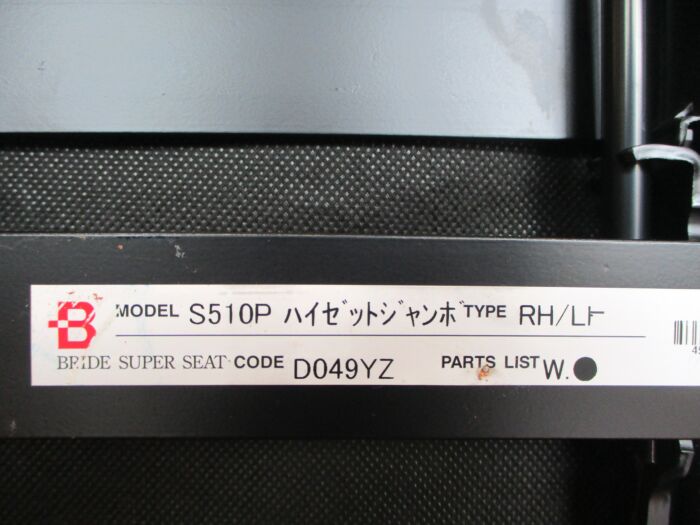 B
MODEL S510P ハイゼットジャンボ TYPE RH/LH
BRIDE SUPER SEAT CODE D049YZ PARTS LIST W.●